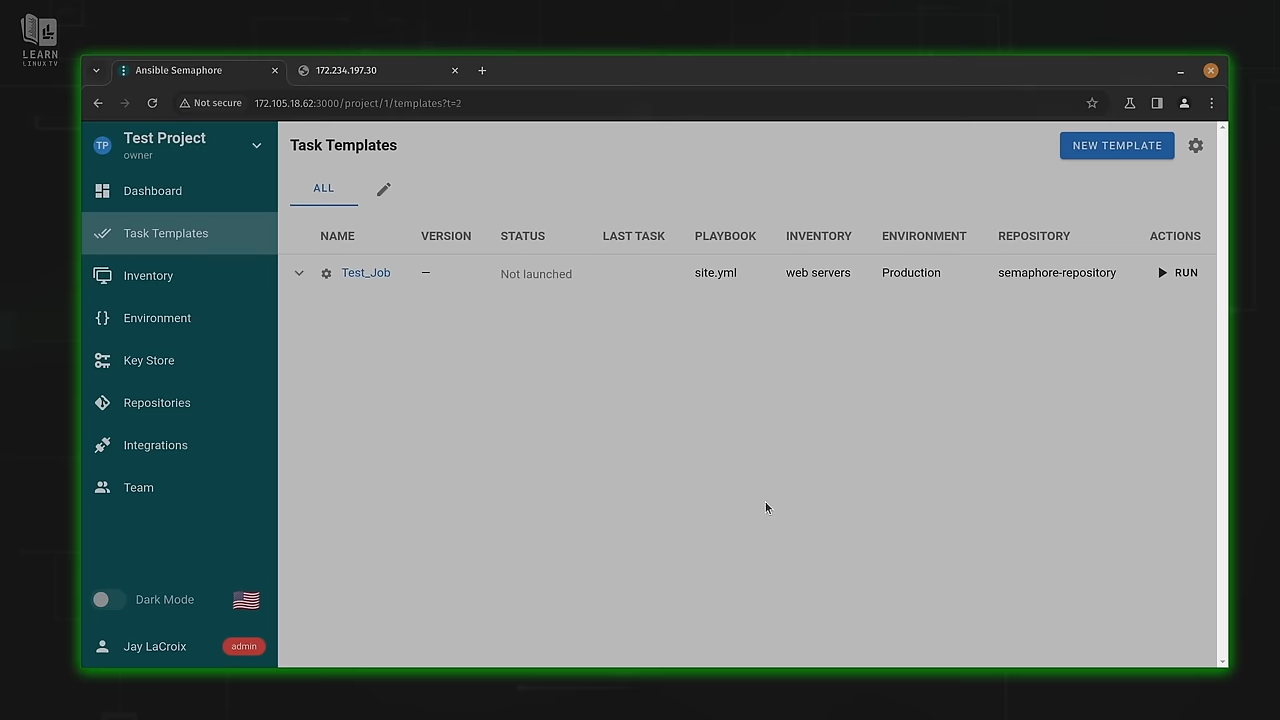 LEARN
LINUX TV
Ansible Semaphore
172.234.197.30
Not secure
172.105.18.62:3000/project/1/templates?t=2
TP
Test Project
owner
Dashboard
Task Templates
Inventory
Environment
Key Store
Repositories
Integrations
Team
Dark Mode
Jay LaCroix
admin
Task Templates
NEW TEMPLATE
ALL
NAME VERSION STATUS LAST TASK PLAYBOOK INVENTORY ENVIRONMENT REPOSITORY ACTIONS
Test_Job — Not launched site.yml web servers Production semaphore-repository RUN